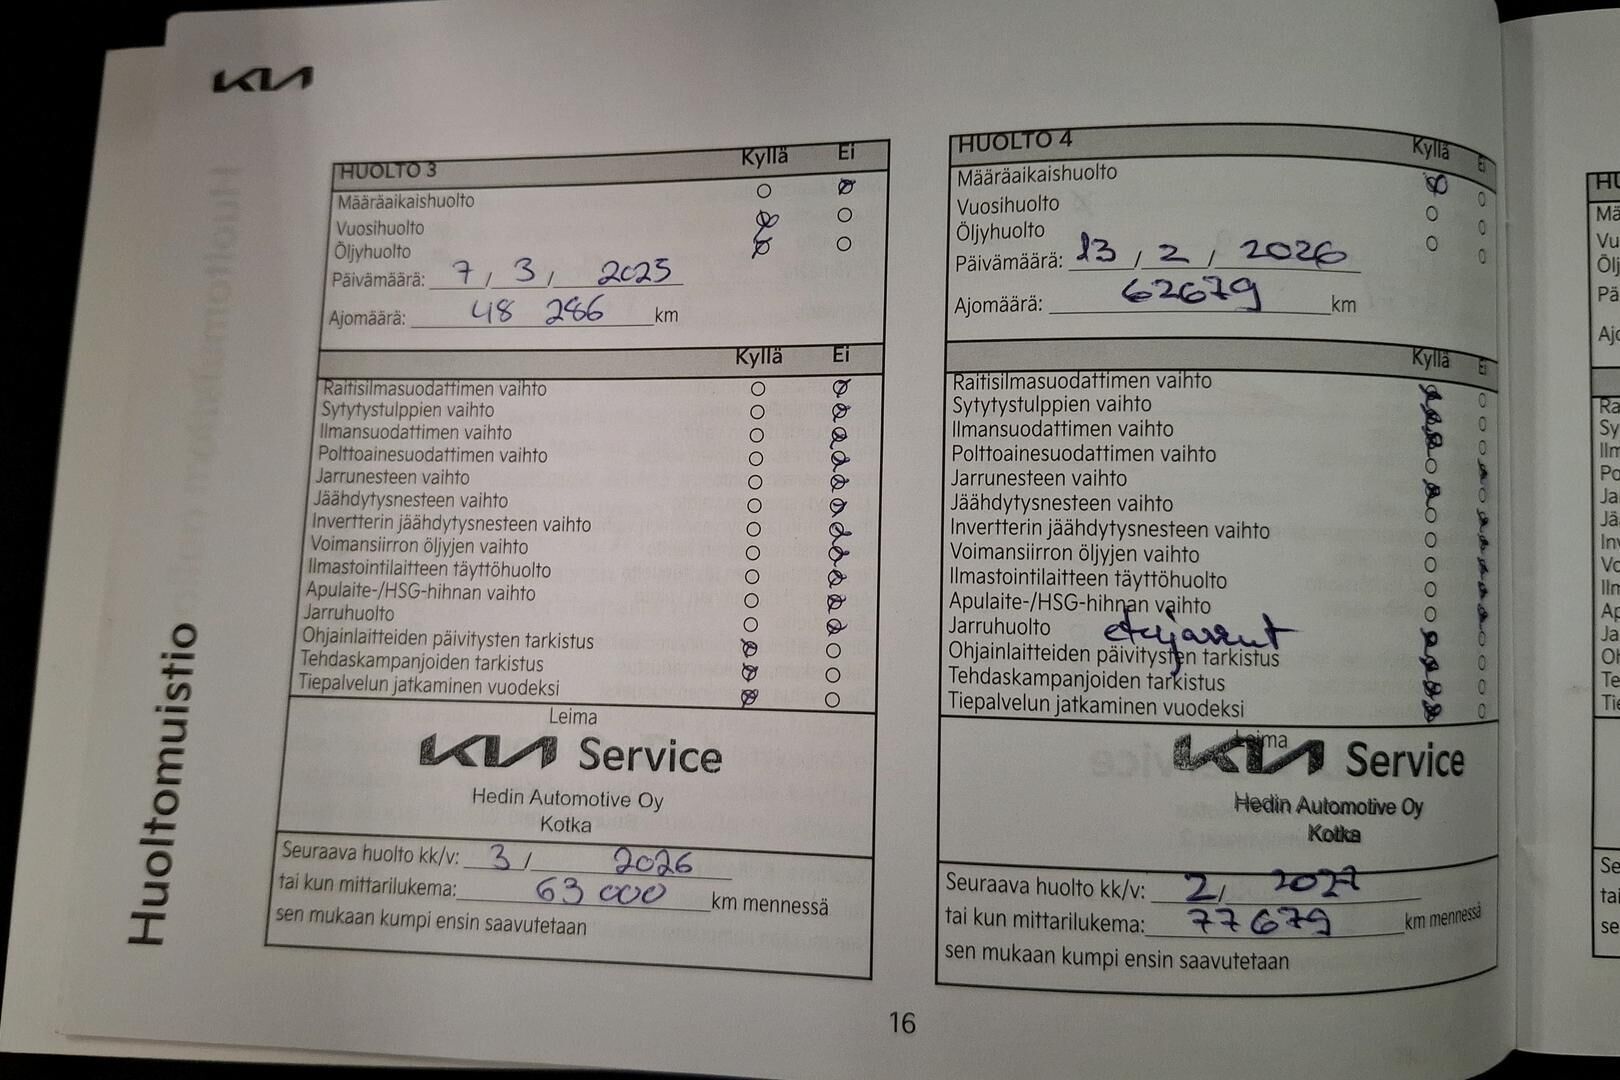 KIA
Huoltomuistio
HUOLTO 3 Kyllä Ei
Määräaikaishuolto
Vuosihuolto
Öljyhuolto
Päivämäärä: 7 / 3 / 2025
Ajomäärä: 48 286 km
Kyllä Ei
Raitisilmasuodattimen vaihto
Sytytystulppien vaihto
Ilmansuodattimen vaihto
Polttoainesuodattimen vaihto
Jarrunesteen vaihto
Jäähdytysnesteen vaihto
Invertterin jäähdytysnesteen vaihto
Voimansiirron öljyjen vaihto
Ilmastointilaitteen täyttöhuolto
Apulaite-/HSG-hihnan vaihto
Jarruhuolto
Ohjainlaitteiden päivitysten tarkistus
Tehdaskampanjoiden tarkistus
Tiepalvelun jatkaminen vuodeksi
Leima
KIA Service
Hedin Automotive Oy
Kotka
Seuraava huolto kk/v: 3 / 2026
tai kun mittarilukema: 63 000 km mennessä
sen mukaan kumpi ensin saavutetaan
HUOLTO 4 Kyllä Ei
Määräaikaishuolto
Vuosihuolto
Öljyhuolto
Päivämäärä: 13 / 2 / 2026
Ajomäärä: 62679 km
Kyllä Ei
Raitisilmasuodattimen vaihto
Sytytystulppien vaihto
Ilmansuodattimen vaihto
Polttoainesuodattimen vaihto
Jarrunesteen vaihto
Jäähdytysnesteen vaihto
Invertterin jäähdytysnesteen vaihto
Voimansiirron öljyjen vaihto
Ilmastointilaitteen täyttöhuolto
Apulaite-/HSG-hihnan vaihto
Jarruhuolto etujarrut
Ohjainlaitteiden päivitysten tarkistus
Tehdaskampanjoiden tarkistus
Tiepalvelun jatkaminen vuodeksi
Leima
KIA Service
Hedin Automotive Oy
Kotka
Seuraava huolto kk/v: 2 / 2027
tai kun mittarilukema: 77679 km mennessä
sen mukaan kumpi ensin saavutetaan
16